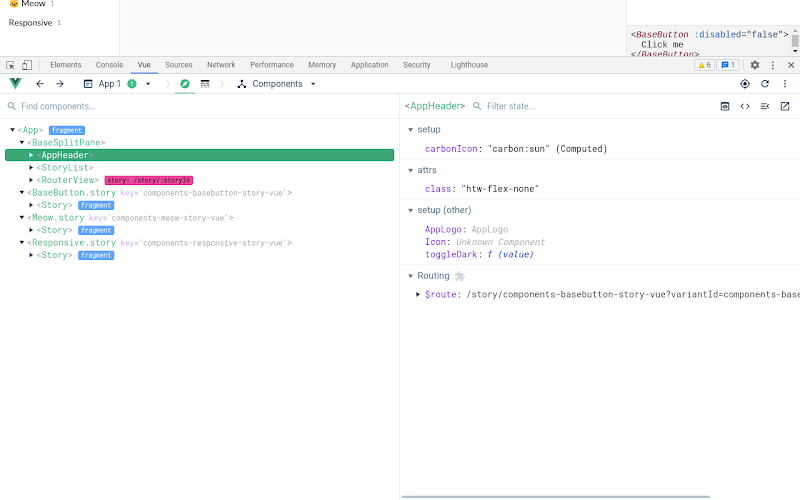 🐱 Meow 1
Responsive 1
<BaseButton :disabled="false">
Click me
</BaseButton>
Elements Console Vue Sources Network Performance Memory Application Security Lighthouse 6 1
App 1 Components
Find components...
<AppHeader> Filter state...
<App> fragment
<BaseSplitPane>
<AppHeader>
<StoryList>
<RouterView> story: /story/:storyId
<BaseButton.story key='components-basebutton-story-vue'>
<Story> fragment
<Meow.story key='components-meow-story-vue'>
<Story> fragment
<Responsive.story key='components-responsive-story-vue'>
<Story> fragment
setup
carbonIcon: "carbon:sun" (Computed)
attrs
class: "htw-flex-none"
setup (other)
AppLogo: AppLogo
Icon: Unknown Component
toggleDark: f (value)
Routing
$route: /story/components-basebutton-story-vue?variantId=components-base